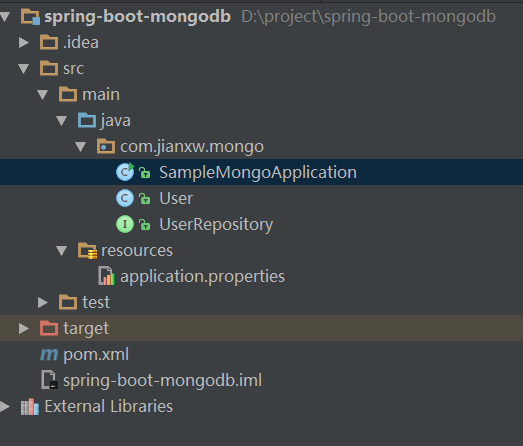 spring-boot-mongodb D:\project\spring-boot-mongodb
.idea
src
main
java
com.jianxw.mongo
C SampleMongoApplication
C User
I UserRepository
resources
application.properties
test
target
m pom.xml
spring-boot-mongodb.iml
External Libraries